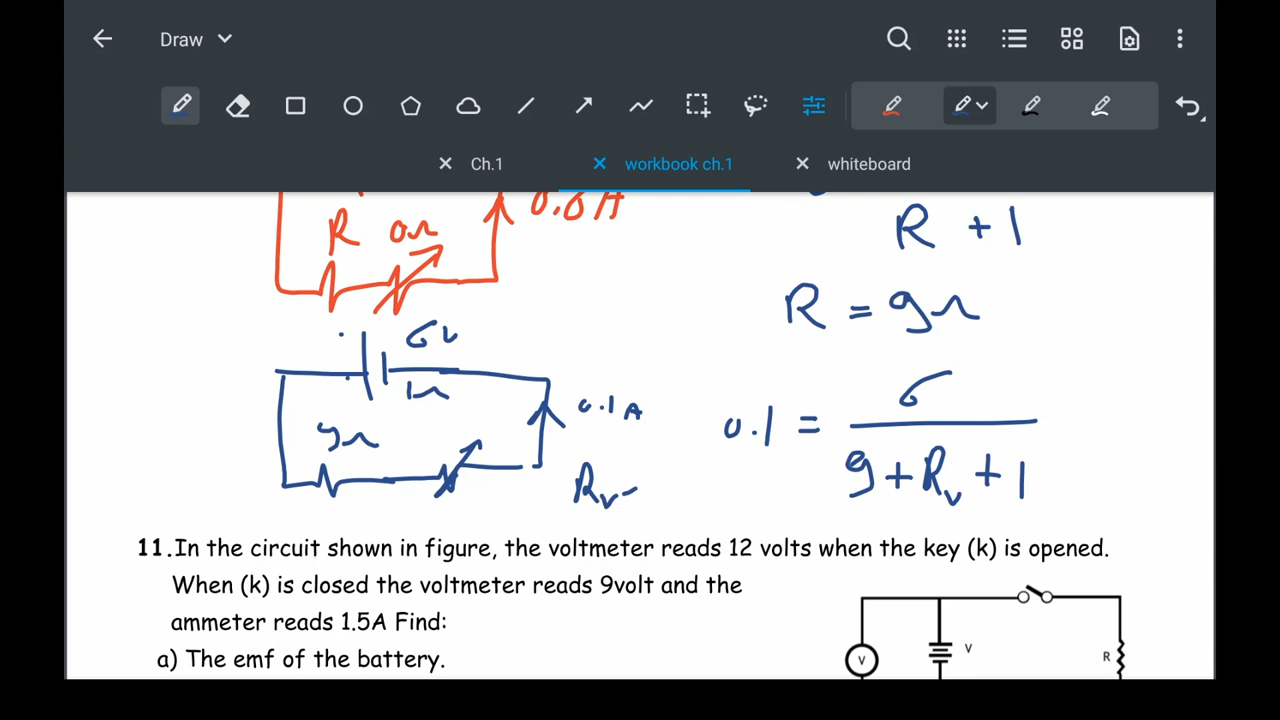 Draw
Ch.1
workbook ch.1
whiteboard
0.6A
R 0Ω
R + 1
R = 9Ω
6v
1Ω
0.1A
9Ω
Rv
6
0.1 =
9+Rv+1
11.In the circuit shown in figure, the voltmeter reads 12 volts when the key (k) is opened.
When (k) is closed the voltmeter reads 9volt and the
ammeter reads 1.5A Find:
a) The emf of the battery.
V
V
R